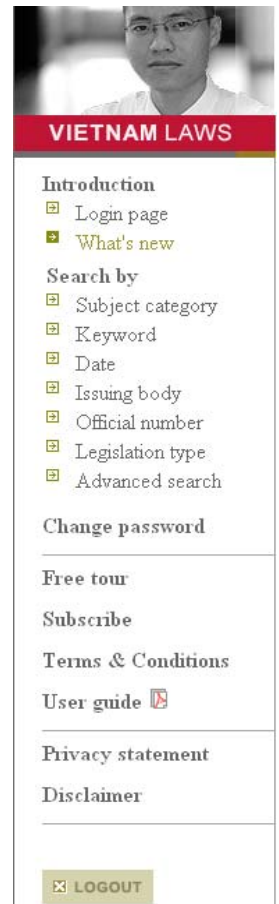 VIETNAM LAWS
Introduction
Login page
What's new
Search by
Subject category
Keyword
Date
Issuing body
Official number
Legislation type
Advanced search
Change password
Free tour
Subscribe
Terms & Conditions
User guide
Privacy statement
Disclaimer
LOGOUT